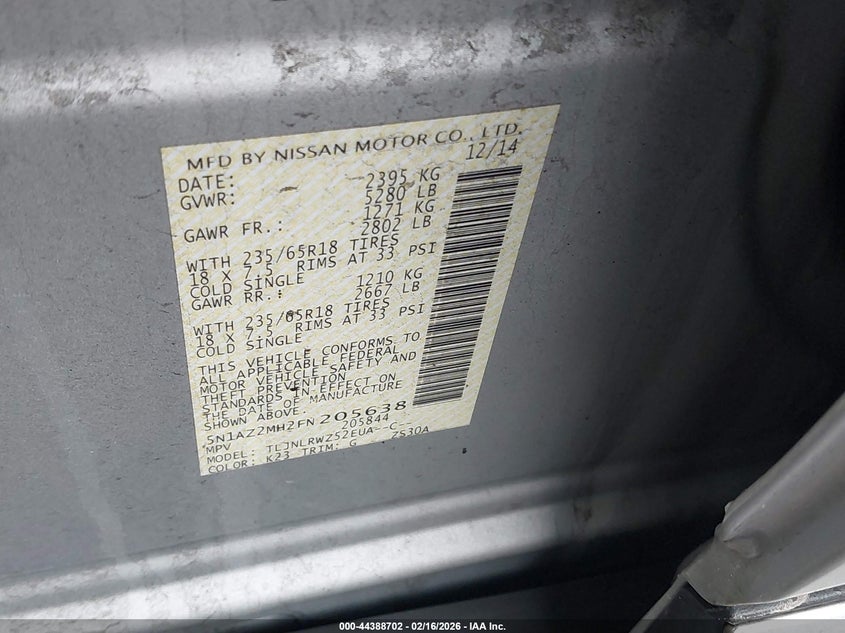 MFD BY NISSAN MOTOR CO., LTD.
DATE: 12/14
GVWR: 2395 KG
5280 LB
GAWR FR.: 1271 KG
2802 LB
WITH 235/65R18 TIRES
18 X 7.5 RIMS AT 33 PSI
COLD SINGLE
GAWR RR.: 1210 KG
2667 LB
WITH 235/65R18 TIRES
18 X 7.5 RIMS AT 33 PSI
COLD SINGLE
THIS VEHICLE CONFORMS TO
ALL APPLICABLE FEDERAL
MOTOR VEHICLE SAFETY AND
THEFT PREVENTION
STANDARDS IN EFFECT ON
THE DATE OF MANUFACTURE
SHOWN ABOVE.
5N1AZ2MH2FN205638
MPV 205844
MODEL: TLJNLRWZ52EUA--C--
COLOR: K23 TRIM: G ZS30A
000-44388702 - 02/16/2026 - IAA Inc.